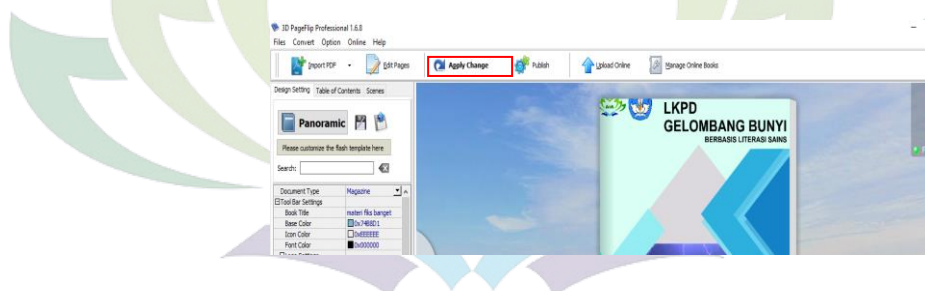 3D PageFlip Professional 1.6.8
Files Convert Option Online Help
Import PDF Edit Pages Apply Change Publish Upload Online Manage Online Books
Design Setting Table of Contents Scenes
Panoramic
Please customize the flash template here
Search:
Document Type Magazine
Tool Bar Settings
Book Title materi fiks banget
Base Color 0x74B8D1
Icon Color 0xEEEEEE
Font Color 0x000000
LKPD
GELOMBANG BUNYI
BERBASIS LITERASI SAINS